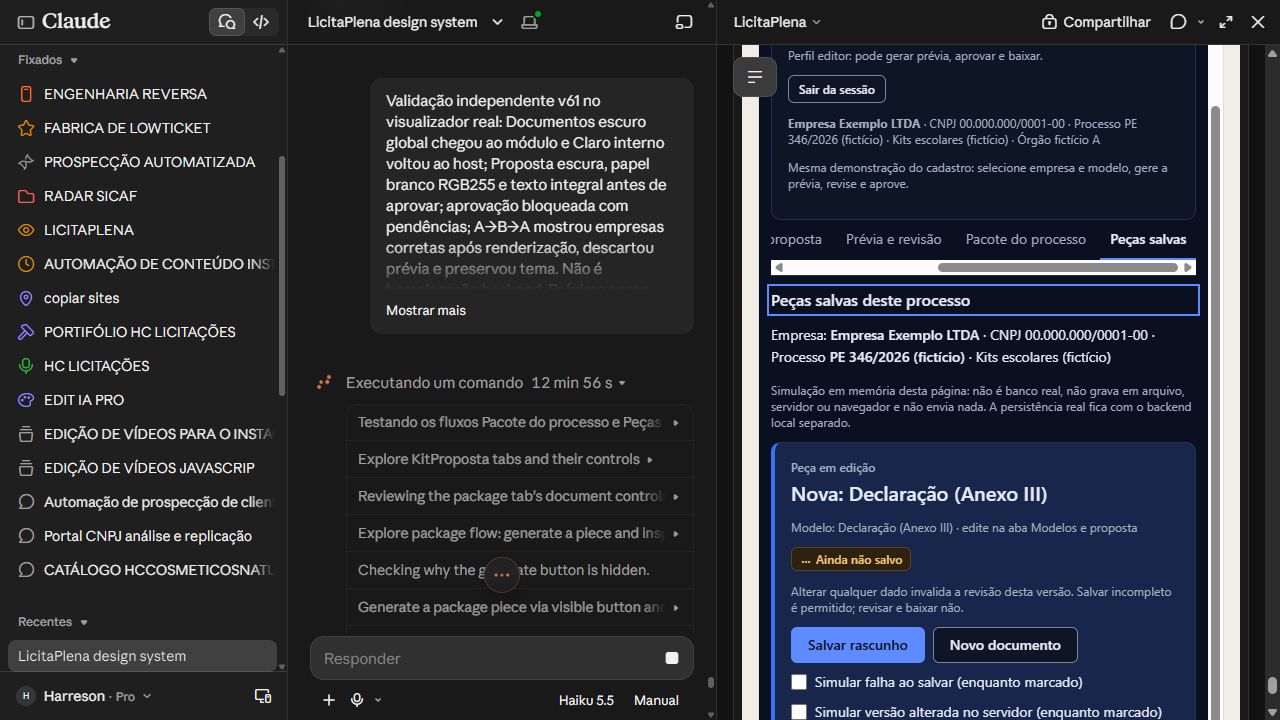 Claude
Fixados
ENGENHARIA REVERSA
FABRICA DE LOWTICKET
PROSPECÇÃO AUTOMATIZADA
RADAR SICAF
LICITAPLENA
AUTOMAÇÃO DE CONTEÚDO INST
copiar sites
PORTIFÓLIO HC LICITAÇÕES
HC LICITAÇÕES
EDIT IA PRO
EDIÇÃO DE VÍDEOS PARA O INSTA
EDIÇÃO DE VÍDEOS JAVASCRIP
Automação de prospecção de clien
Portal CNPJ análise e replicação
CATÁLOGO HCCOSMETICOSNATU
Recentes
LicitaPlena design system
H Harreson · Pro
LicitaPlena design system
Validação independente v61 no
visualizador real: Documentos escuro
global chegou ao módulo e Claro interno
voltou ao host; Proposta escura, papel
branco RGB255 e texto integral antes de
aprovar; aprovação bloqueada com
pendências; A→B→A mostrou empresas
corretas após renderização, descartou
prévia e preservou tema. Não é
Mostrar mais
Executando um comando 12 min 56 s
Testando os fluxos Pacote do processo e Peças
Explore KitProposta tabs and their controls
Reviewing the package tab's document control
Explore package flow: generate a piece and insp
Checking why the generate button is hidden.
Generate a package piece via visible button and
Responder
Haiku 5.5 Manual
LicitaPlena
Compartilhar
Perfil editor: pode gerar prévia, aprovar e baixar.
Sair da sessão
Empresa Exemplo LTDA · CNPJ 00.000.000/0001-00 · Processo PE
346/2026 (fictício) · Kits escolares (fictício) · Órgão fictício A
Mesma demonstração do cadastro: selecione empresa e modelo, gere a
prévia, revise e aprove.
proposta Prévia e revisão Pacote do processo Peças salvas
Peças salvas deste processo
Empresa: Empresa Exemplo LTDA · CNPJ 00.000.000/0001-00 ·
Processo PE 346/2026 (fictício) · Kits escolares (fictício)
Simulação em memória desta página: não é banco real, não grava em arquivo,
servidor ou navegador e não envia nada. A persistência real fica com o backend
local separado.
Peça em edição
Nova: Declaração (Anexo III)
Modelo: Declaração (Anexo III) · edite na aba Modelos e proposta
… Ainda não salvo
Alterar qualquer dado invalida a revisão desta versão. Salvar incompleto
é permitido; revisar e baixar não.
Salvar rascunho Novo documento
Simular falha ao salvar (enquanto marcado)
Simular versão alterada no servidor (enquanto marcado)